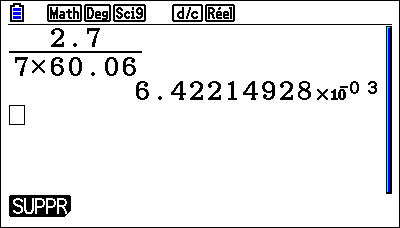 Math Deg Sci9 d/c Réel
2.7
7×60.06
6.42214928×10⁻⁰³
SUPPR